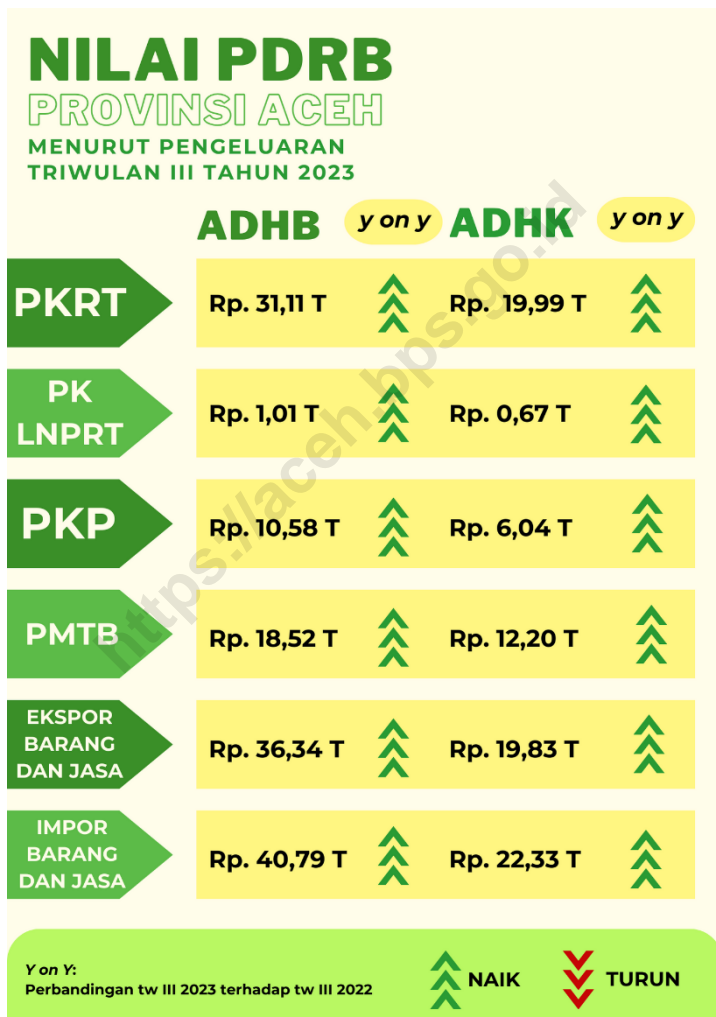 NILAI PDRB
PROVINSI ACEH
MENURUT PENGELUARAN
TRIWULAN III TAHUN 2023
ADHB y on y ADHK y on y
PKRT Rp. 31,11 T Rp. 19,99 T
PK
LNPRT
Rp. 1,01 T Rp. 0,67 T
PKP Rp. 10,58 T Rp. 6,04 T
PMTB Rp. 18,52 T Rp. 12,20 T
EKSPOR
BARANG
DAN JASA
Rp. 36,34 T Rp. 19,83 T
IMPOR
BARANG
DAN JASA
Rp. 40,79 T Rp. 22,33 T
Y on Y:
Perbandingan tw III 2023 terhadap tw III 2022
NAIK TURUN
https://aceh.bps.go.id